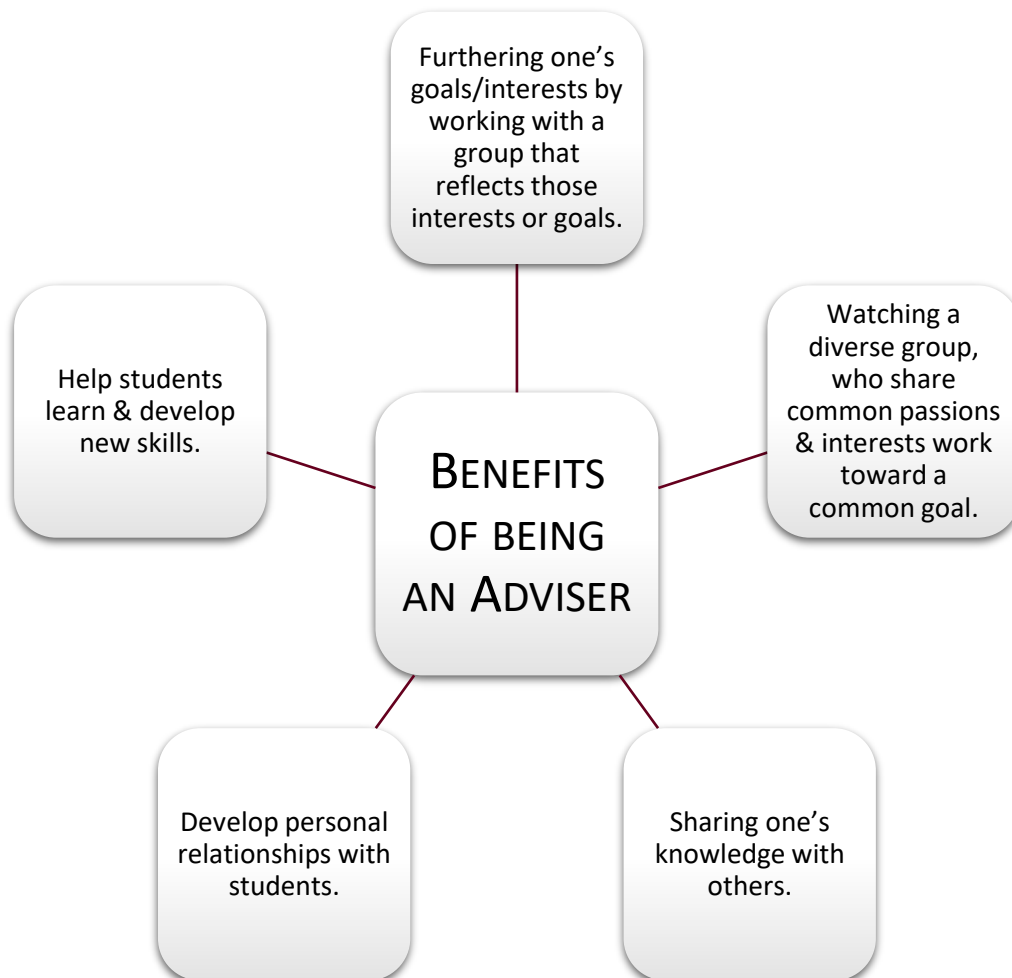 Furthering one’s
goals/interests by
working with a
group that
reflects those
interests or goals.
Watching a
diverse group,
who share
common passions
& interests work
toward a
common goal.
Help students
learn & develop
new skills.
BENEFITS
OF BEING
AN ADVISER
Develop personal
relationships with
students.
Sharing one’s
knowledge with
others.